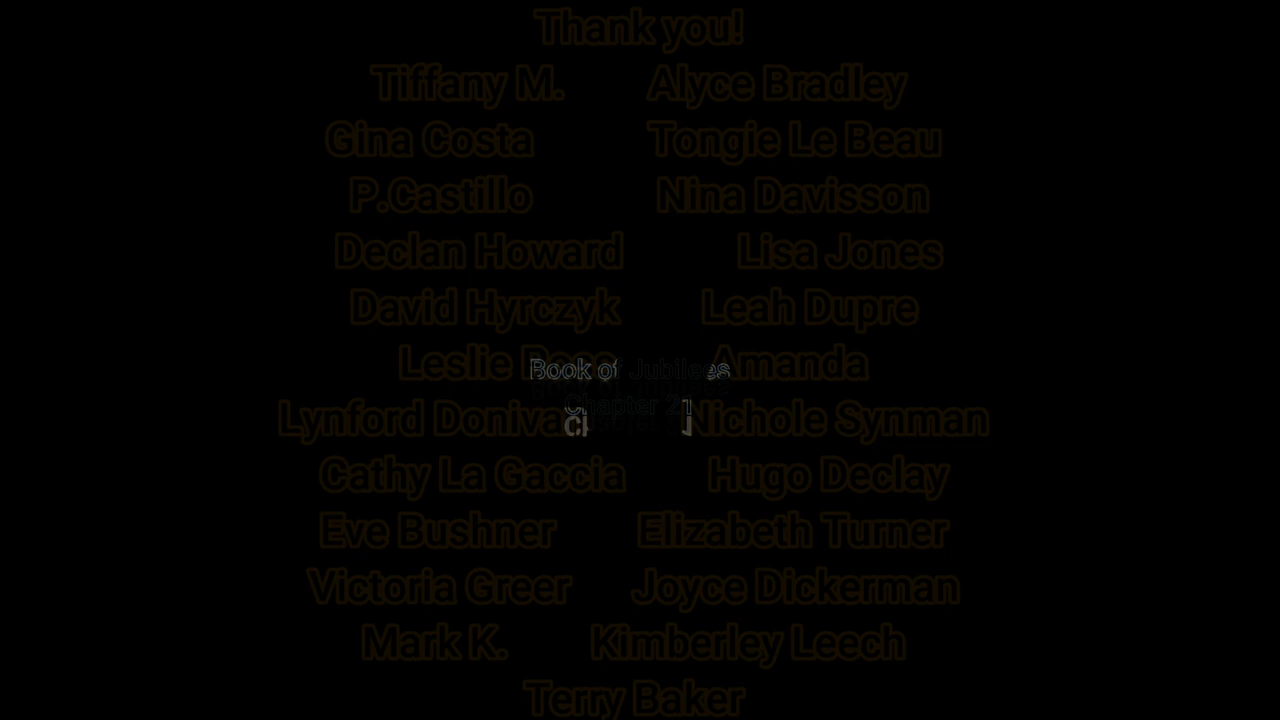 Thank you!
Tiffany M. Alyce Bradley
Gina Costa Tongie Le Beau
P.Castillo Nina Davisson
Declan Howard Lisa Jones
David Hyrczyk Leah Dupre
Leslie Amanda
Book of Jubilees
Chapter 21
Nichole Synman
Lynford
Cathy La Gaccia Hugo Declay
Eve Bushner Elizabeth Turner
Victoria Greer Joyce Dickerman
Mark K. Kimberley Leech
Terry Baker